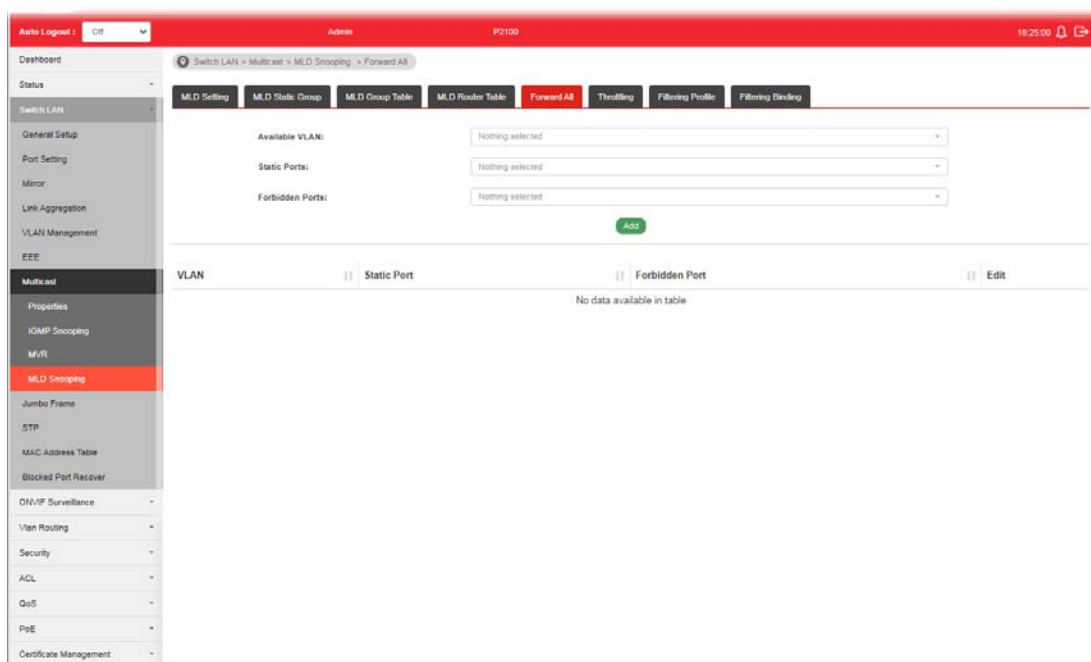 Auto Logout : Off Admin P2100 18:25:00
Dashboard
Switch LAN > Multicast > MLD Snooping > Forward All
Status
MLD Setting MLD Static Group MLD Group Table MLD Router Table Forward All Throttling Filtering Profile Filtering Binding
Switch LAN
General Setup
Available VLAN: Nothing selected
Port Setting
Static Ports: Nothing selected
Mirror
Forbidden Ports: Nothing selected
Link Aggregation
Add
VLAN Management
EEE
VLAN Static Port Forbidden Port Edit
Multicast
No data available in table
Properties
IGMP Snooping
MVR
MLD Snooping
Jumbo Frame
STP
MAC Address Table
Blocked Port Recover
ONVIF Surveillance
Vlan Routing
Security
ACL
QoS
PoE
Certificate Management